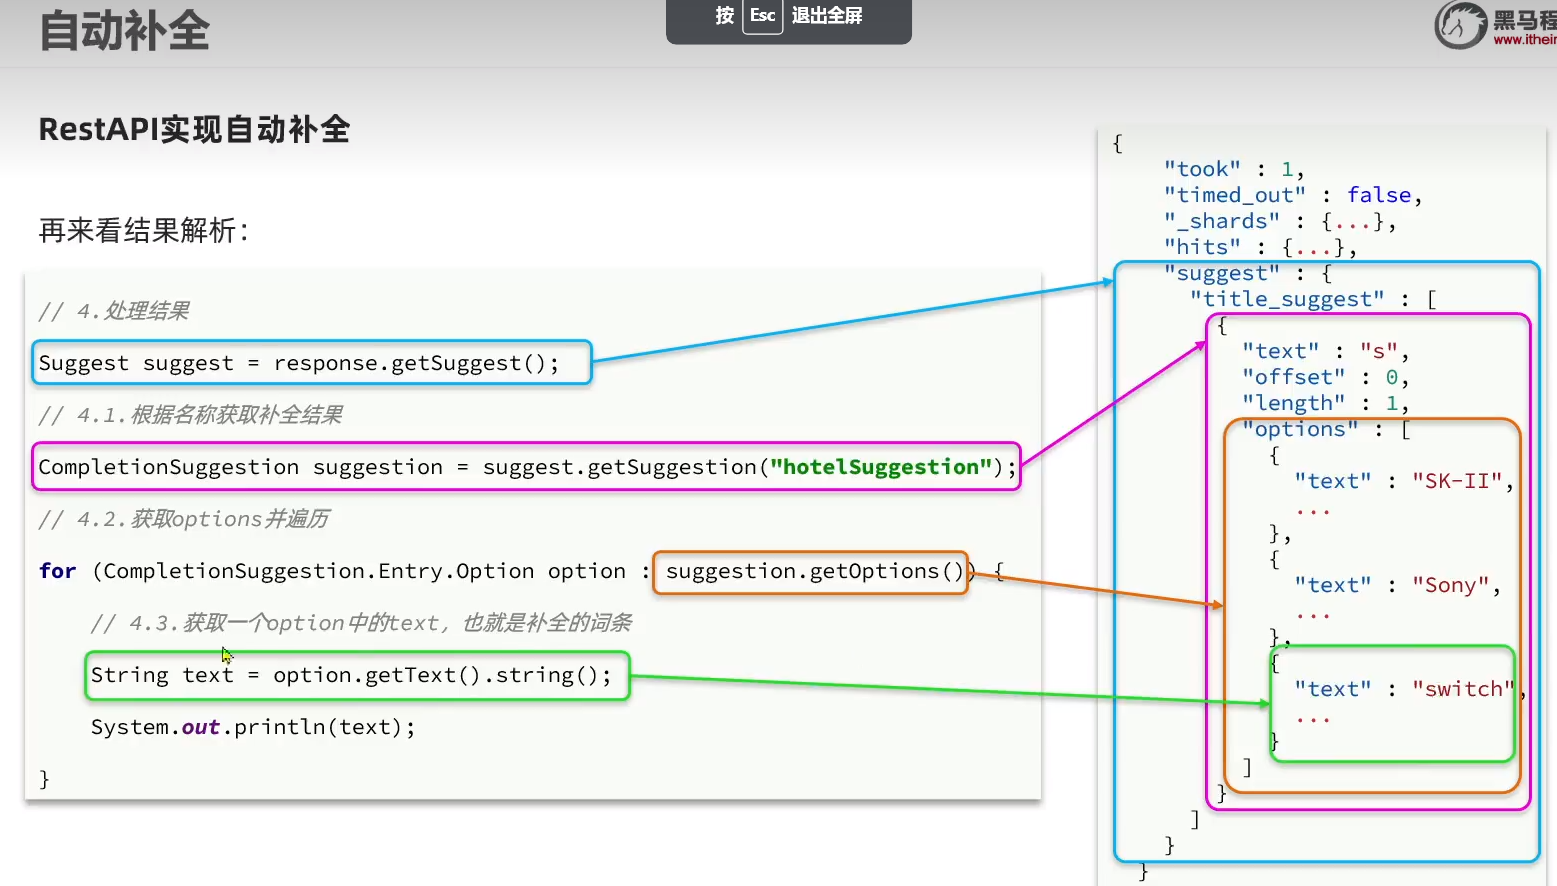 自动补全
按 Esc 退出全屏
黑马程
www.itheim
RestAPI实现自动补全
再来看结果解析：
// 4.处理结果
Suggest suggest = response.getSuggest();
// 4.1.根据名称获取补全结果
CompletionSuggestion suggestion = suggest.getSuggestion("hotelSuggestion");
// 4.2.获取options并遍历
for (CompletionSuggestion.Entry.Option option : suggestion.getOptions()) {
// 4.3.获取一个option中的text，也就是补全的词条
String text = option.getText().string();
System.out.println(text);
}
{
"took" : 1,
"timed_out" : false,
"_shards" : {...},
"hits" : {...},
"suggest" : {
"title_suggest" : [
{
"text" : "s",
"offset" : 0,
"length" : 1,
"options" : [
{
"text" : "SK-II",
...
},
{
"text" : "Sony",
...
},
{
"text" : "switch",
...
}
]
}
]
}
}